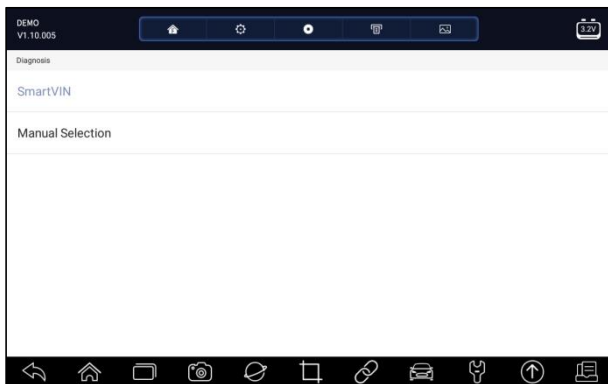 DEMO
V1.10.005
3.2V
Diagnosis
SmartVIN
Manual Selection